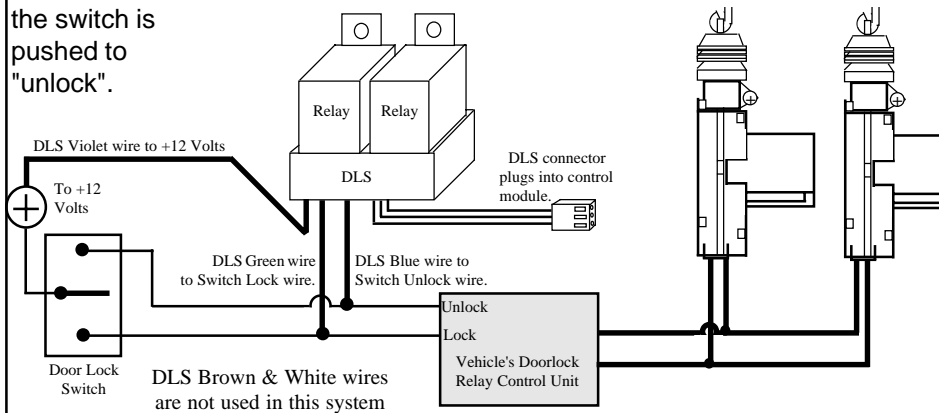 the switch is
pushed to
"unlock".
Relay
Relay
DLS Violet wire to +12 Volts
DLS
DLS connector
plugs into control
module.
To +12
Volts
DLS Green wire
to Switch Lock wire.
DLS Blue wire to
Switch Unlock wire.
Unlock
Lock
Vehicle's Doorlock
Relay Control Unit
Door Lock
Switch
DLS Brown & White wires
are not used in this system